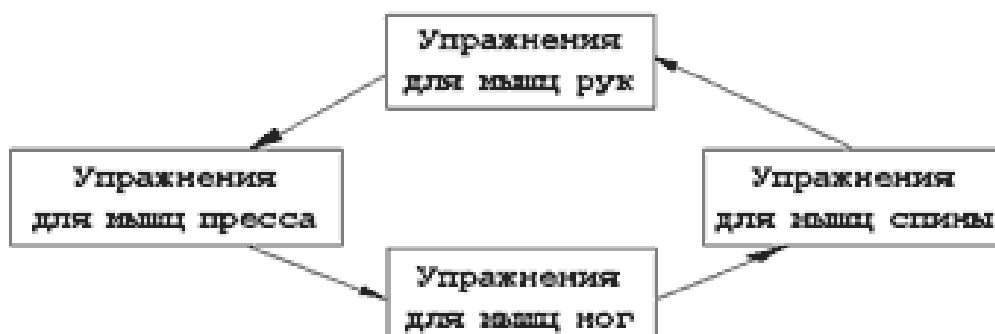 Упражнения
для мышц рук
Упражнения
для мышц пресса
Упражнения
для мышц спины
Упражнения
для мышц ног